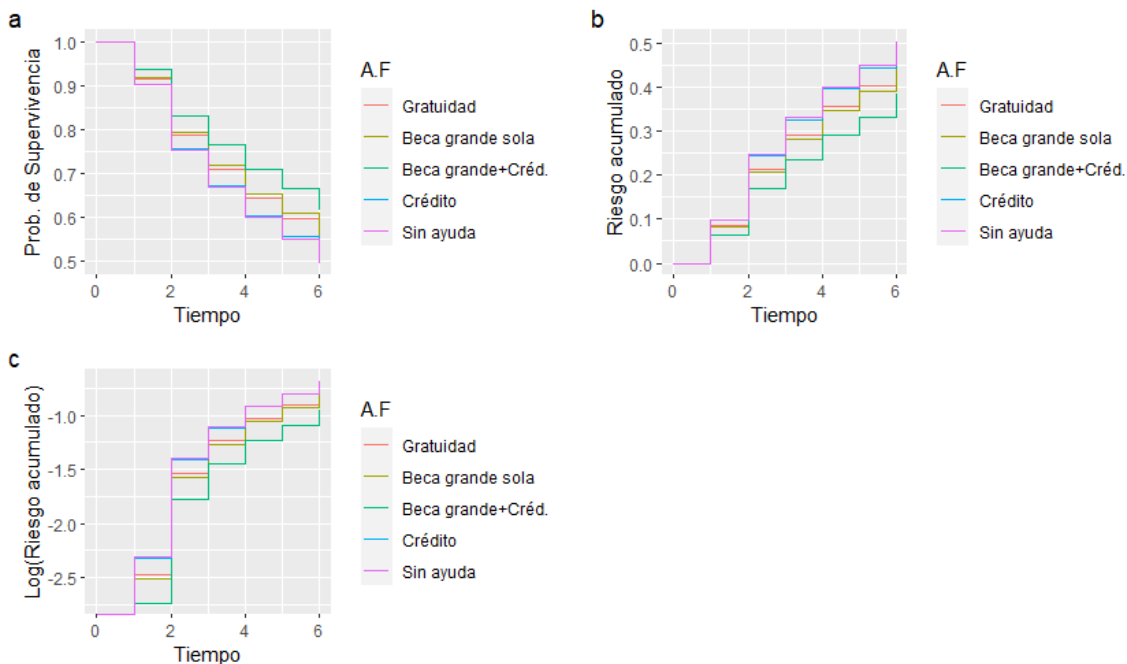 a
Prob. de Supervivencia
1.0
0.9
0.8
0.7
0.6
0.5
0
2
4
6
Tiempo
A.F
Gratuidad
Beca grande sola
Beca grande+Créd.
Crédito
Sin ayuda
b
Riesgo acumulado
0.5
0.4
0.3
0.2
0.1
0.0
0
2
4
6
Tiempo
A.F
Gratuidad
Beca grande sola
Beca grande+Créd.
Crédito
Sin ayuda
c
Log(Riesgo acumulado)
-1.0
-1.5
-2.0
-2.5
0
2
4
6
Tiempo
A.F
Gratuidad
Beca grande sola
Beca grande+Créd.
Crédito
Sin ayuda